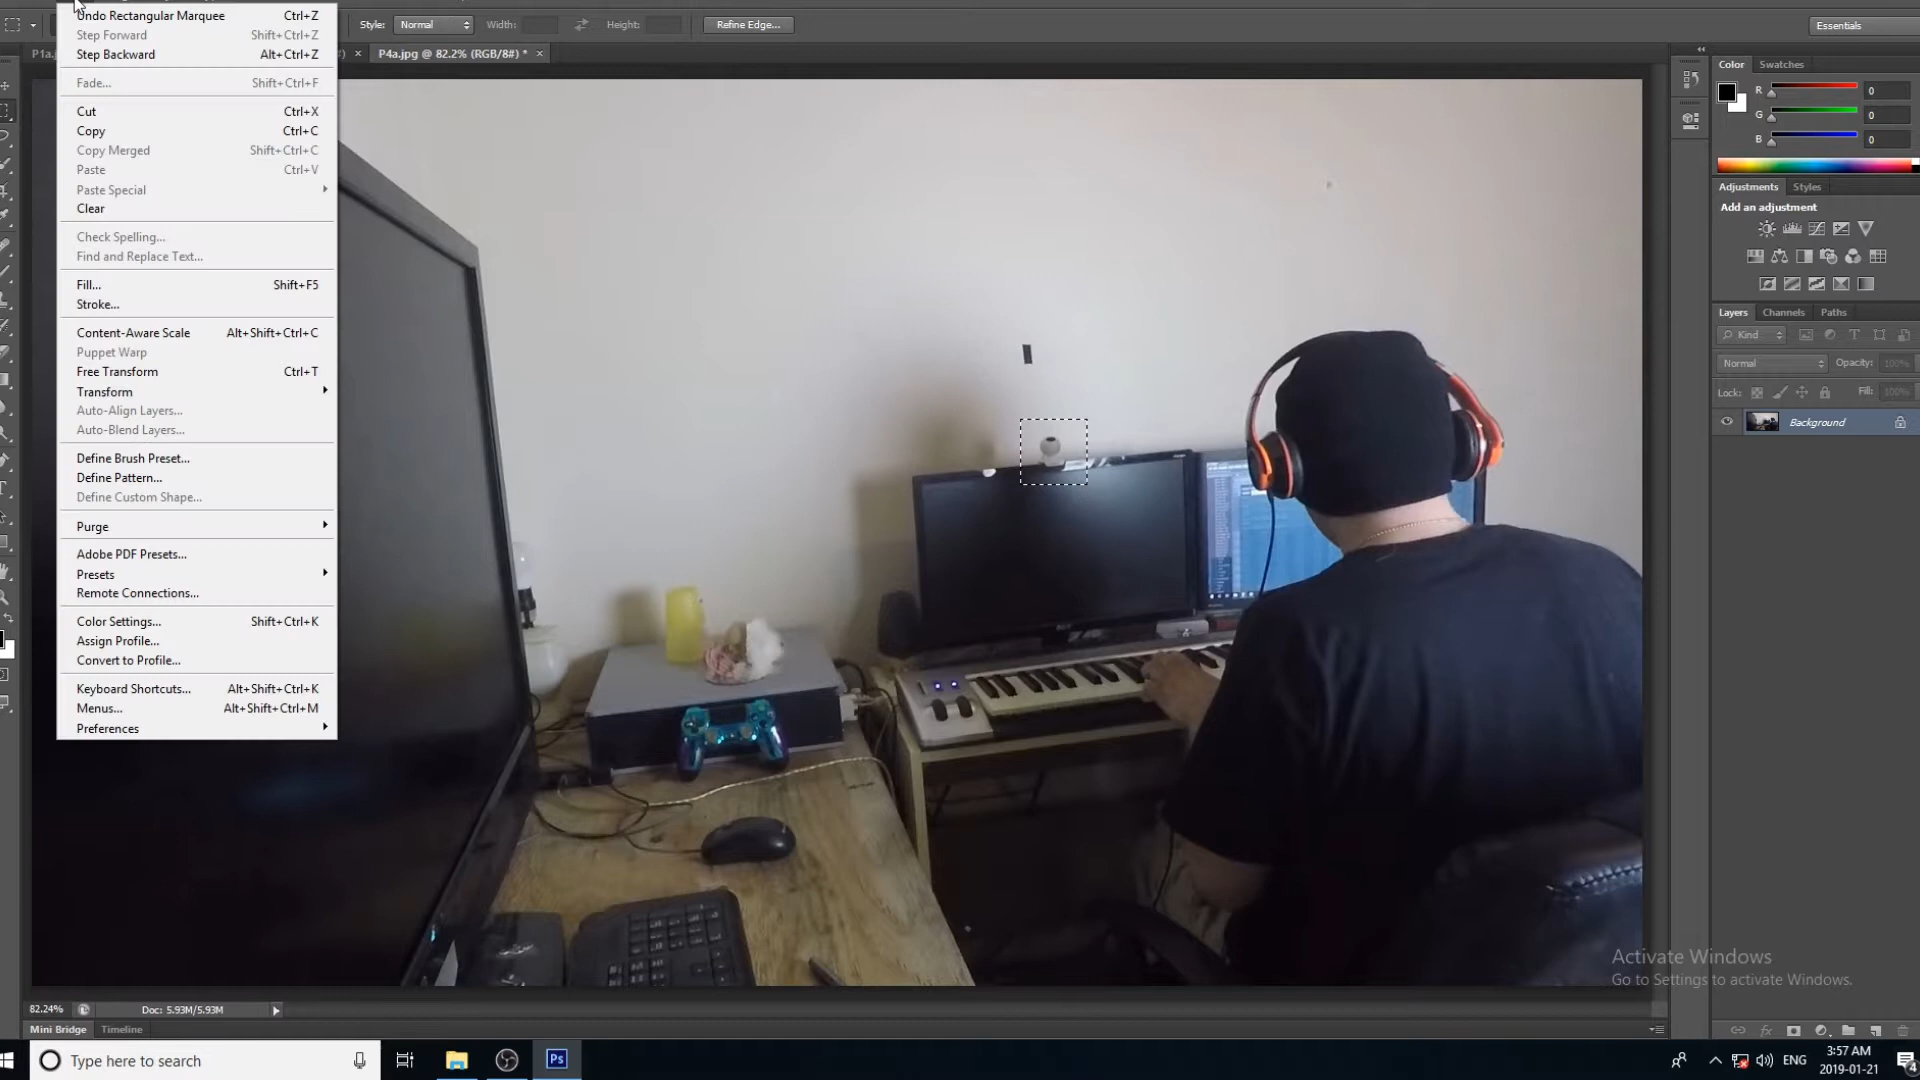 Undo Rectangular Marquee Ctrl+Z
Step Forward Shift+Ctrl+Z
Step Backward Alt+Ctrl+Z
Fade... Shift+Ctrl+F
Cut Ctrl+X
Copy Ctrl+C
Copy Merged Shift+Ctrl+C
Paste Ctrl+V
Paste Special
Clear
Check Spelling...
Find and Replace Text...
Fill... Shift+F5
Stroke...
Content-Aware Scale Alt+Shift+Ctrl+C
Puppet Warp
Free Transform Ctrl+T
Transform
Auto-Align Layers...
Auto-Blend Layers...
Define Brush Preset...
Define Pattern...
Define Custom Shape...
Purge
Adobe PDF Presets...
Presets
Remote Connections...
Color Settings... Shift+Ctrl+K
Assign Profile...
Convert to Profile...
Keyboard Shortcuts... Alt+Shift+Ctrl+K
Menus... Alt+Shift+Ctrl+M
Preferences
Style: Normal Width: Height: Refine Edge... Essentials
P1a.j P4a.jpg @ 82.2% (RGB/8#) *
Color Swatches
R 0
G 0
B 0
Adjustments Styles
Add an adjustment
Layers Channels Paths
Kind
Normal Opacity: 100%
Lock: Fill: 100%
Background
Activate Windows
Go to Settings to activate Windows.
82.24% Doc: 5.93M/5.93M
Mini Bridge Timeline
Type here to search Ps ENG 3:57 AM
2019-01-21
4